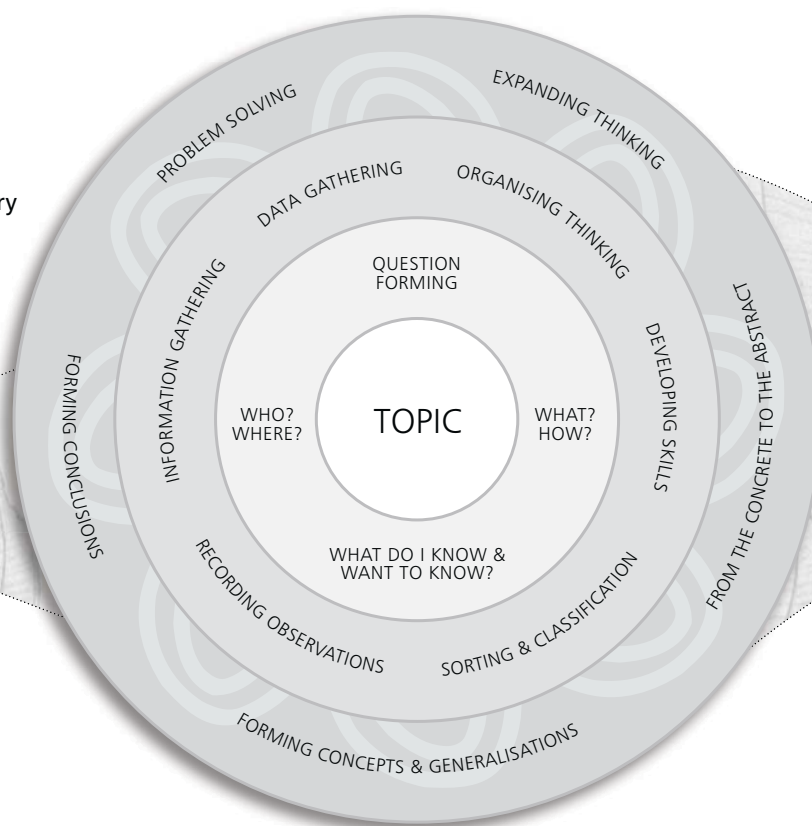 ry
PROBLEM SOLVING
EXPANDING THINKING
FROM THE CONCRETE TO THE ABSTRACT
FORMING CONCEPTS & GENERALISATIONS
FORMING CONCLUSIONS
DATA GATHERING
ORGANISING THINKING
DEVELOPING SKILLS
SORTING & CLASSIFICATION
RECORDING OBSERVATIONS
INFORMATION GATHERING
QUESTION
FORMING
WHAT?
HOW?
WHAT DO I KNOW &
WANT TO KNOW?
WHO?
WHERE?
TOPIC